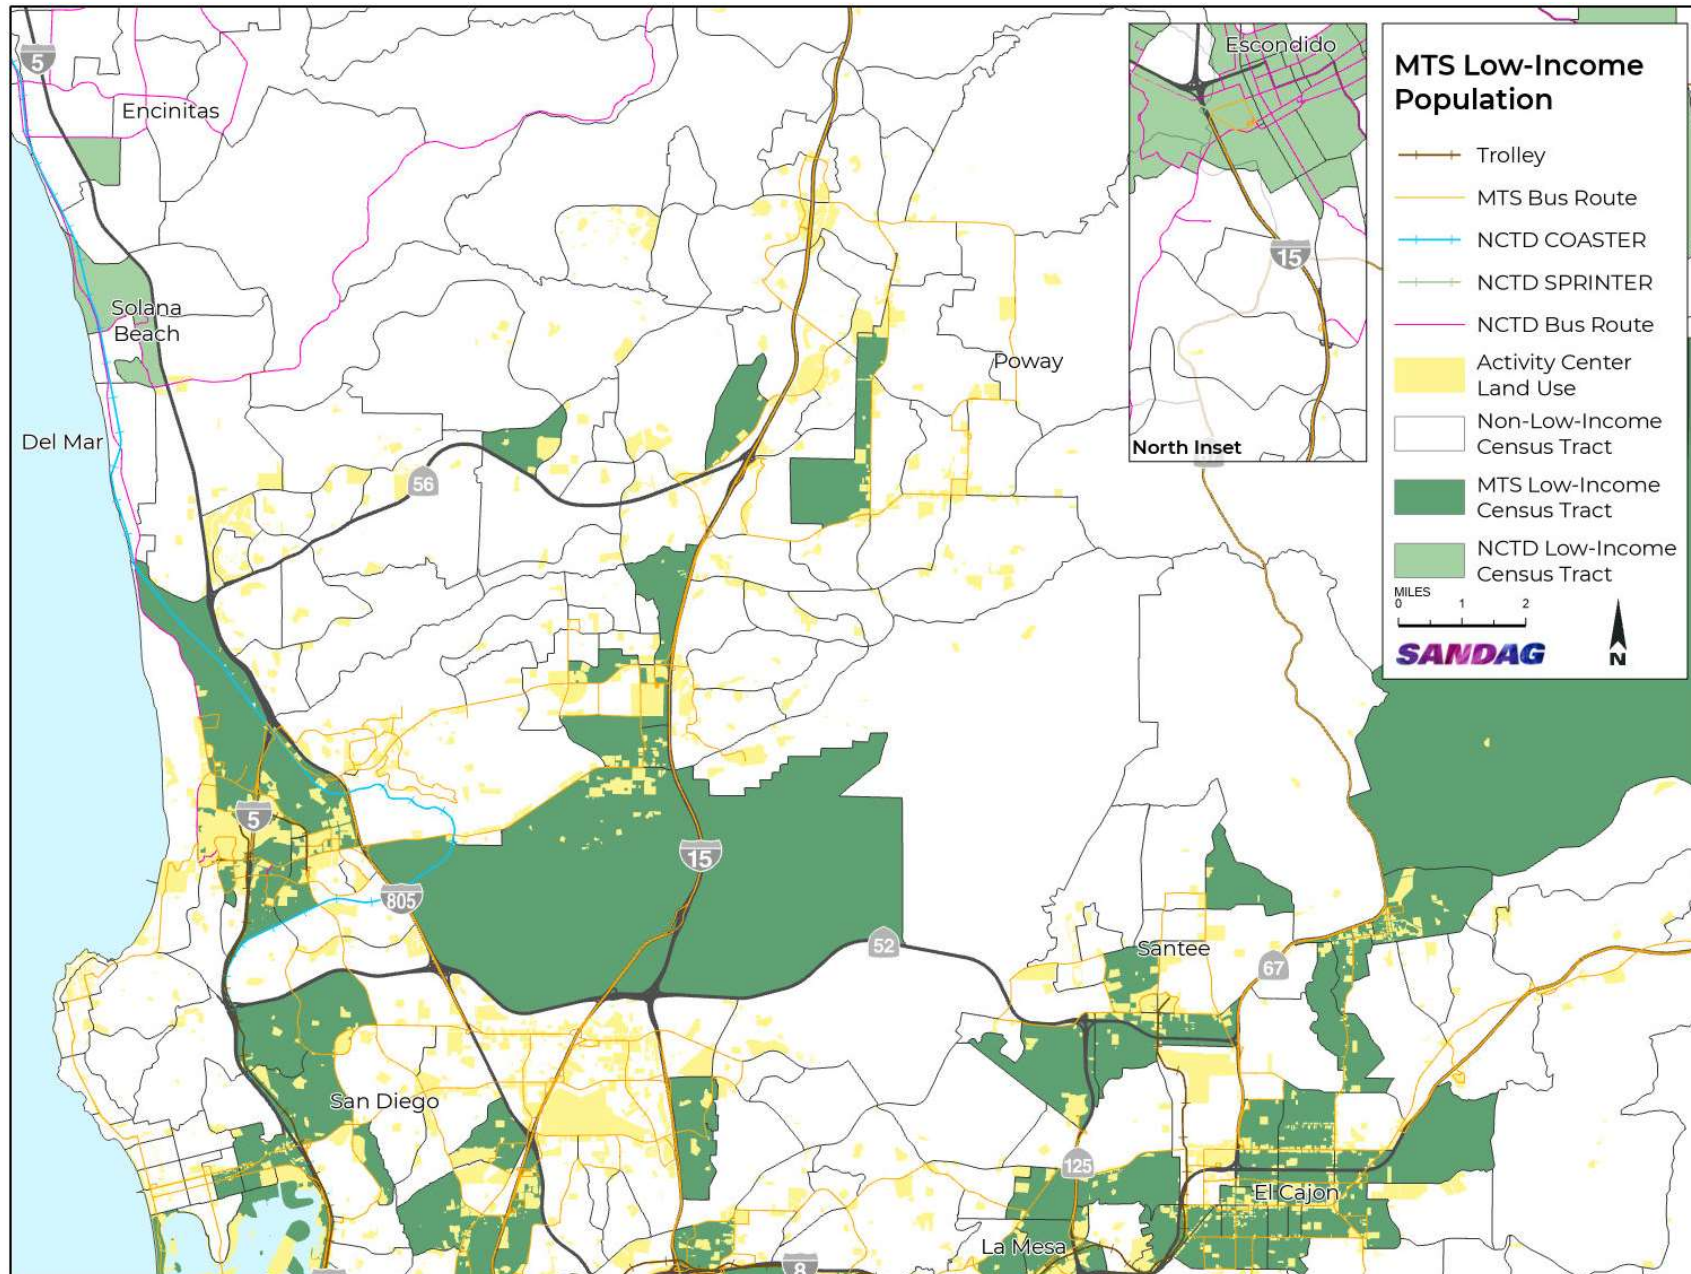 5
Encinitas
Solana
Beach
Del Mar
56
Poway
5
15
805
52
Santee
67
San Diego
125
El Cajon
La Mesa
8
Escondido
15
North Inset
MTS Low-Income
Population
Trolley
MTS Bus Route
NCTD COASTER
NCTD SPRINTER
NCTD Bus Route
Activity Center
Land Use
Non-Low-Income
Census Tract
MTS Low-Income
Census Tract
NCTD Low-Income
Census Tract
MILES
0 1 2
SANDAG
N